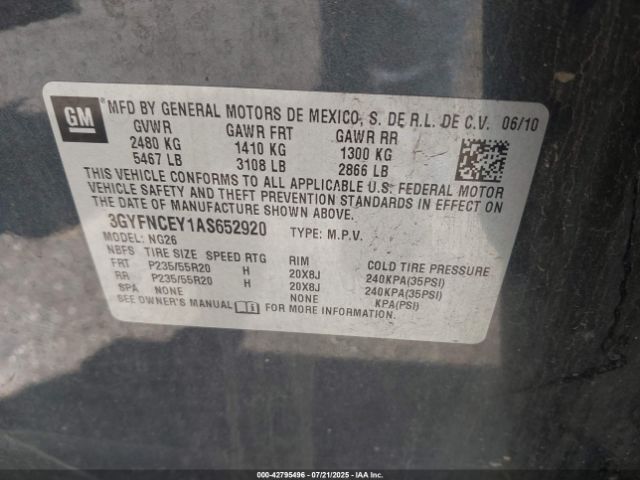 GM
MFD BY GENERAL MOTORS DE MEXICO, S. DE R.L. DE C.V. 06/10
GVWR GAWR FRT GAWR RR
2480 KG 1410 KG 1300 KG
5467 LB 3108 LB 2866 LB
THIS VEHICLE CONFORMS TO ALL APPLICABLE U.S. FEDERAL MOTOR
VEHICLE SAFETY AND THEFT PREVENTION STANDARDS IN EFFECT ON
THE DATE OF MANUFACTURE SHOWN ABOVE.
3GYFNCEY1AS652920 TYPE: M.P.V.
MODEL: NG26
NBFS TIRE SIZE SPEED RTG RIM COLD TIRE PRESSURE
FRT P235/55R20 H 20X8J 240KPA(35PSI)
RR P235/55R20 H 20X8J 240KPA(35PSI)
SPA NONE NONE KPA(PSI)
SEE OWNER'S MANUAL FOR MORE INFORMATION.
000-42795496 - 07/21/2025 - IAA Inc.